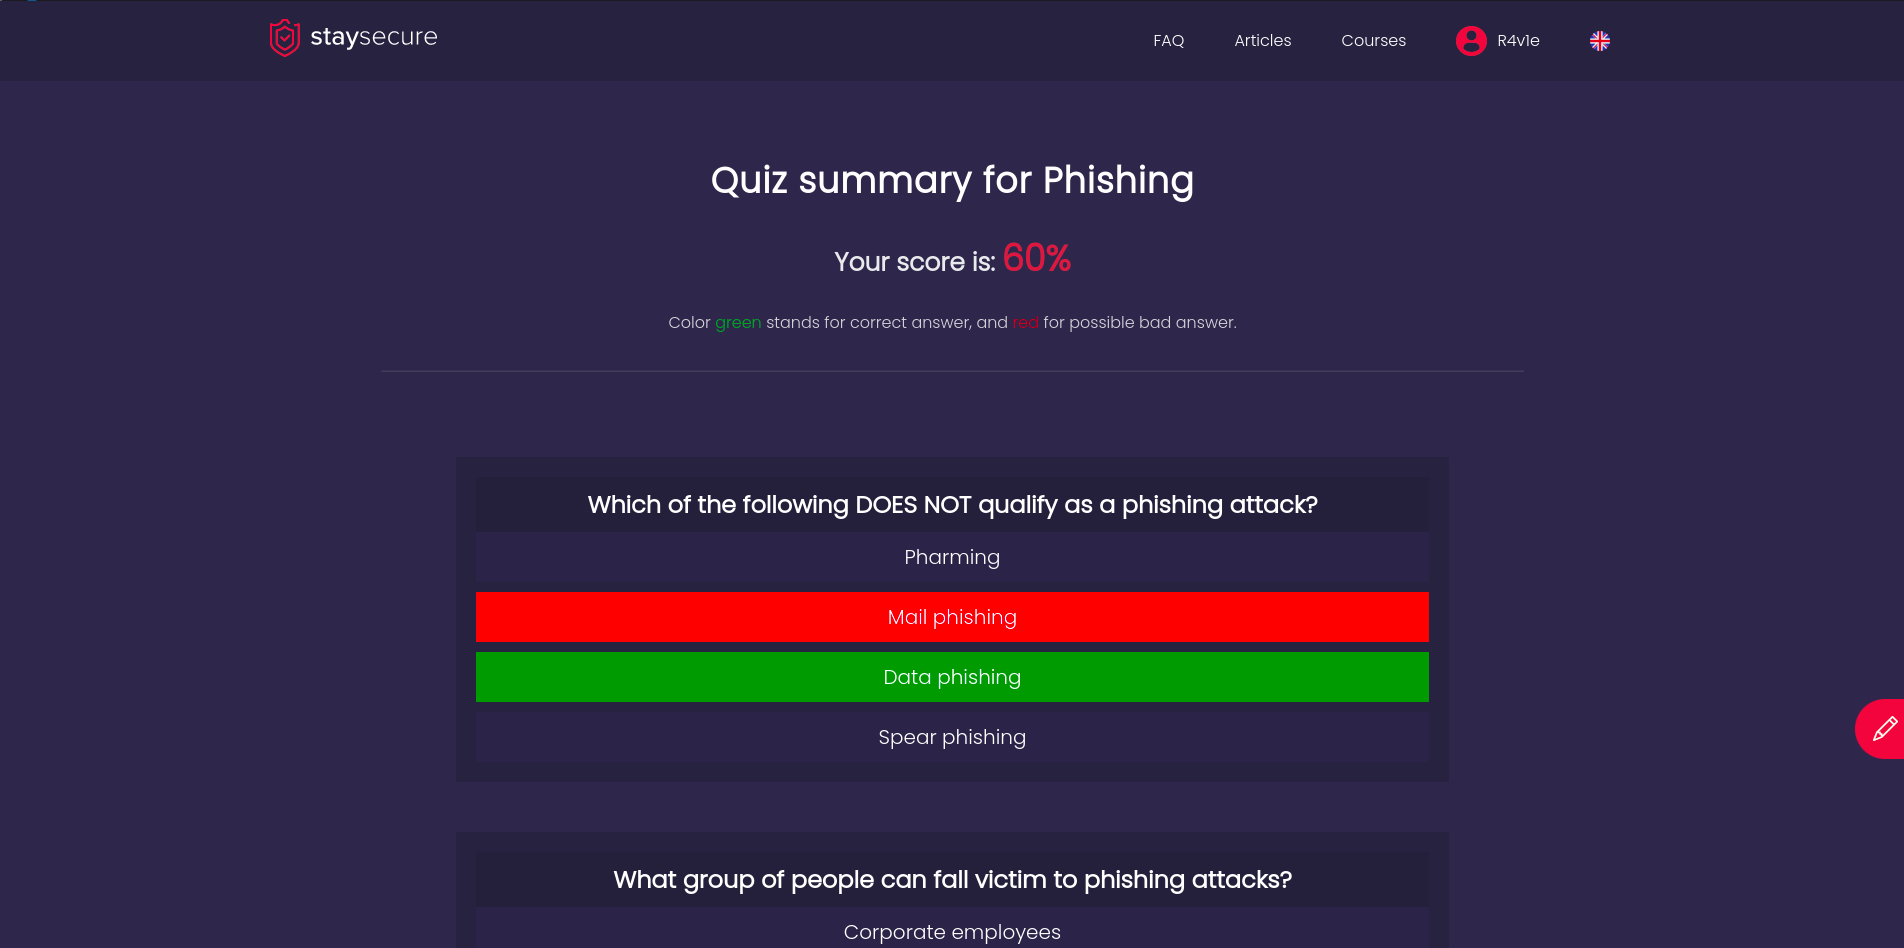 staysecure
FAQ
Articles
Courses
R4v1e
Quiz summary for Phishing
Your score is: 60%
Color green stands for correct answer, and red for possible bad answer.
Which of the following DOES NOT qualify as a phishing attack?
Pharming
Mail phishing
Data phishing
Spear phishing
What group of people can fall victim to phishing attacks?
Corporate employees